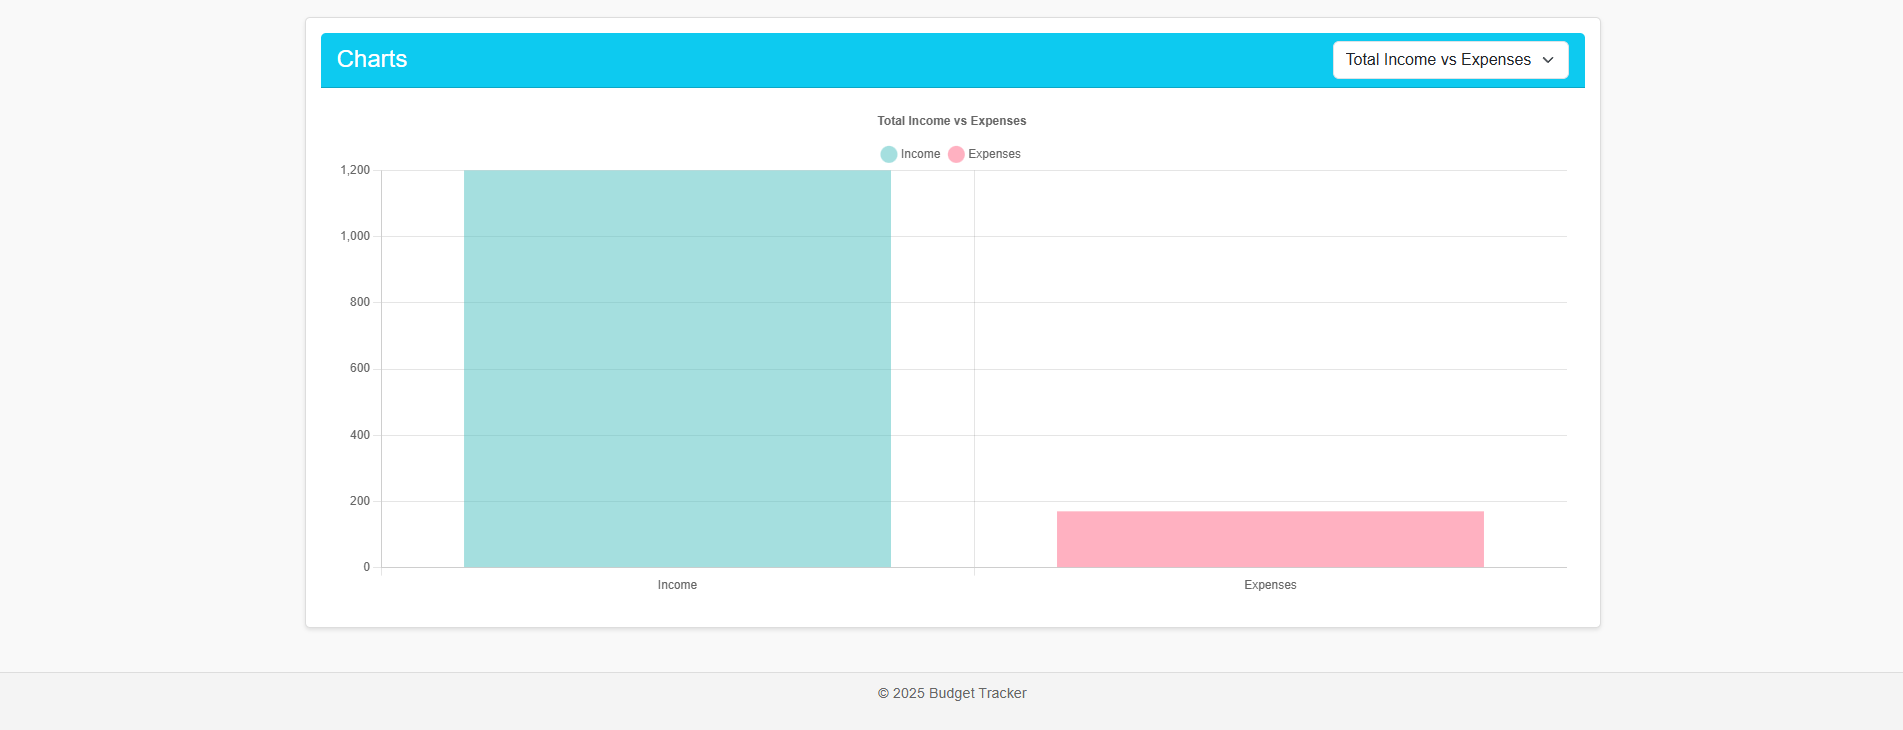 Charts
Total Income vs Expenses
Total Income vs Expenses
Income Expenses
1,200
1,000
800
600
400
200
0
Income Expenses
© 2025 Budget Tracker